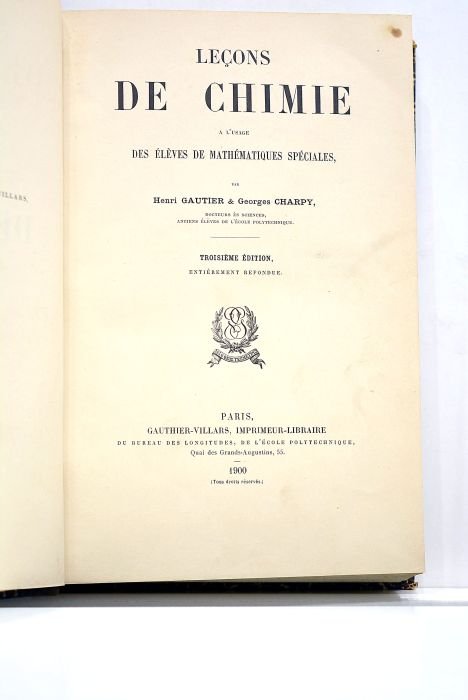 VILLARS,
LEÇONS
DE CHIMIE
A L'USAGE
DES ÉLÈVES DE MATHÉMATIQUES SPÉCIALES,
PAR
Henri GAUTIER & Georges CHARPY,
DOCTEURS ÈS SCIENCES,
ANCIENS ÉLÈVES DE L'ÉCOLE POLYTECHNIQUE.
TROISIÈME ÉDITION,
ENTIÈREMENT REFONDUE.
PARIS,
GAUTHIER-VILLARS, IMPRIMEUR-LIBRAIRE
DU BUREAU DES LONGITUDES, DE L'ÉCOLE POLYTECHNIQUE,
Quai des Grands-Augustins, 55.
1900
(Tous droits réservés.)